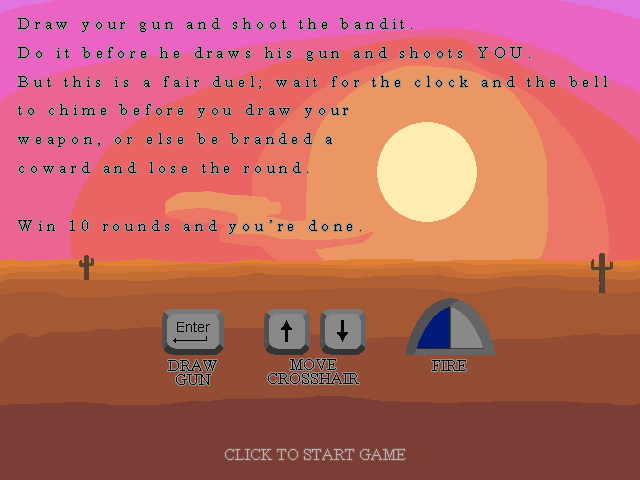 Draw your gun and shoot the bandit.
Do it before he draws his gun and shoots YOU.
But this is a fair duel; wait for the clock and the bell
to chime before you draw your
weapon, or else be branded a
coward and lose the round.
Win 10 rounds and you're done.
Enter
DRAW
GUN
MOVE
CROSSHAIR
FIRE
CLICK TO START GAME